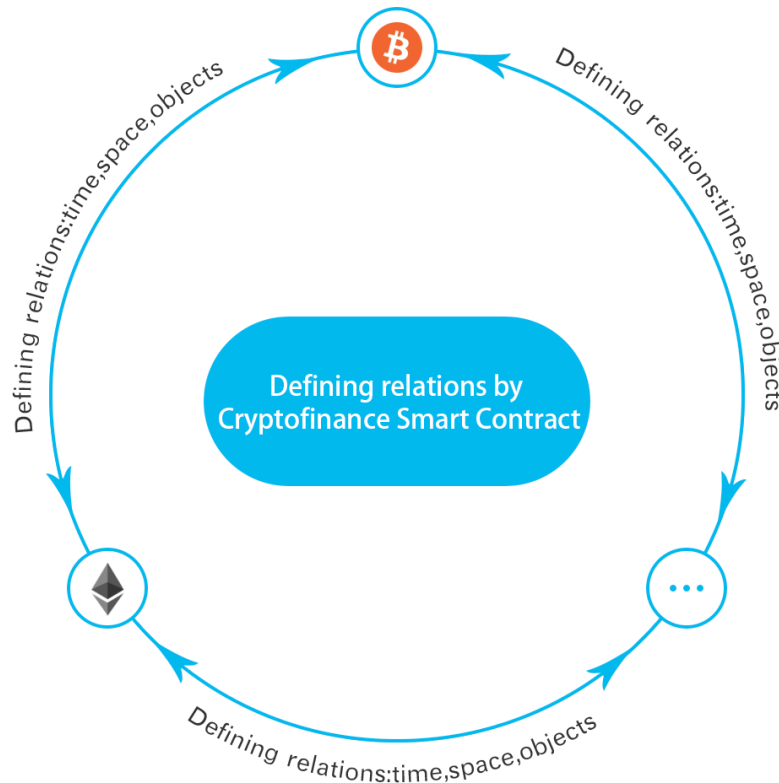 Defining relations:time,space,objects
Defining relations:time,space,objects
Defining relations by
Cryptofinance Smart Contract
Defining relations:time,space,objects